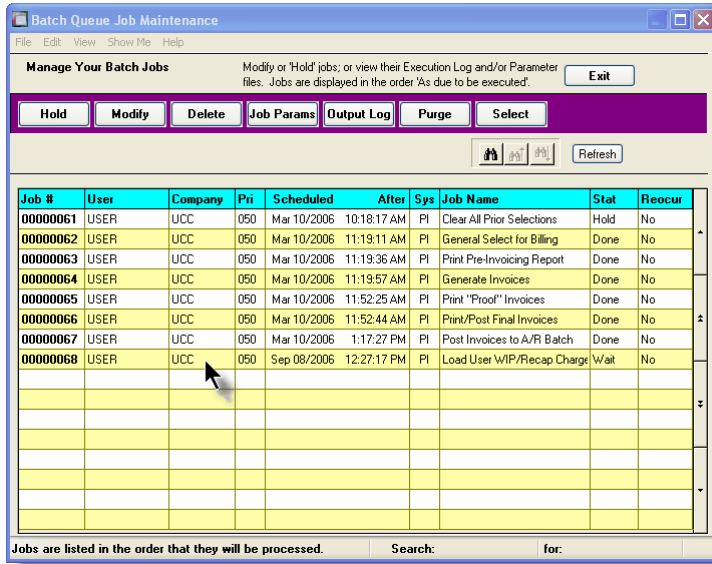 Batch Queue Job Maintenance
File Edit View Show Me Help
Manage Your Batch Jobs
Modify or 'Hold' jobs; or view their Execution Log and/or Parameter
files. Jobs are displayed in the order 'As due to be executed'.
Exit
Hold Modify Delete Job Params Output Log Purge Select
Refresh
Job # User Company Pri Scheduled After Sys Job Name Stat Reocur
00000061 USER UCC 050 Mar 10/2006 10:18:17 AM PI Clear All Prior Selections Hold No
00000062 USER UCC 050 Mar 10/2006 11:19:11 AM PI General Select for Billing Done No
00000063 USER UCC 050 Mar 10/2006 11:19:36 AM PI Print Pre-Invoicing Report Done No
00000064 USER UCC 050 Mar 10/2006 11:19:57 AM PI Generate Invoices Done No
00000065 USER UCC 050 Mar 10/2006 11:52:25 AM PI Print "Proof" Invoices Done No
00000066 USER UCC 050 Mar 10/2006 11:52:44 AM PI Print/Post Final Invoices Done No
00000067 USER UCC 050 Mar 10/2006 1:17:27 PM PI Post Invoices to A/R Batch Done No
00000068 USER UCC 050 Sep 08/2006 12:27:17 PM PI Load User WIP/Recap Charge Wait No
Jobs are listed in the order that they will be processed. Search: for: